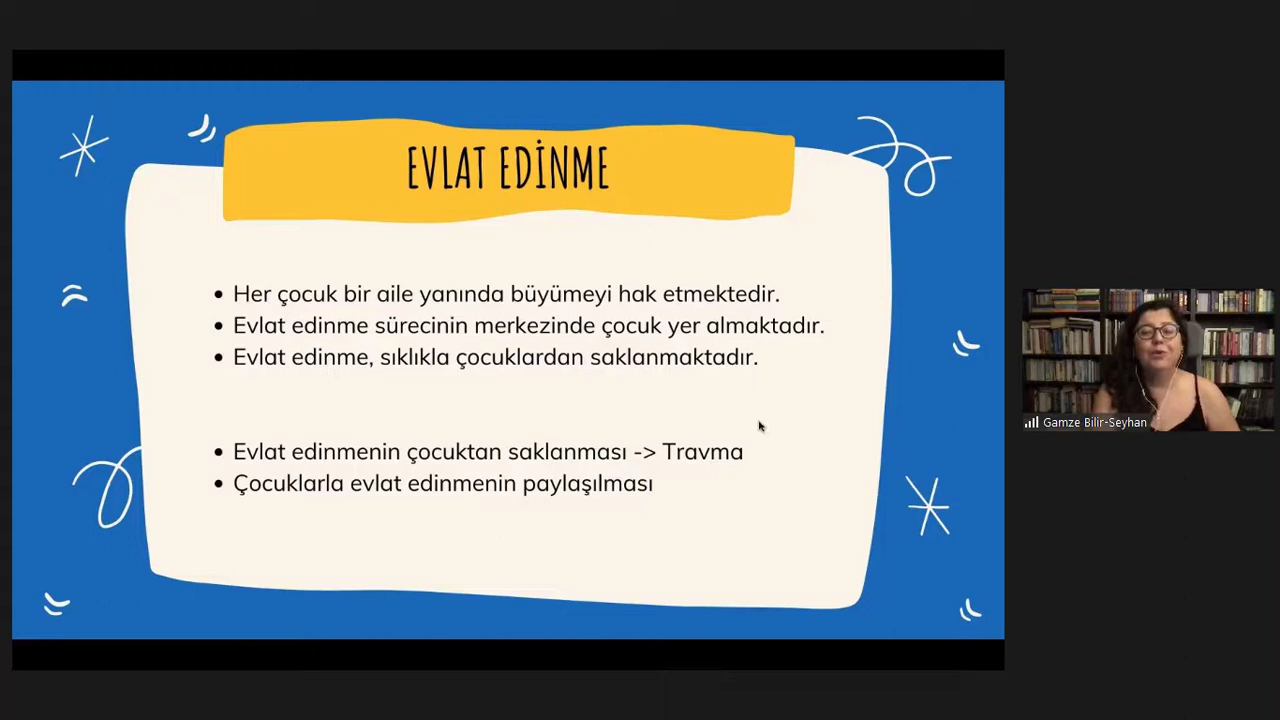 EVLAT EDİNME
• Her çocuk bir aile yanında büyümeyi hak etmektedir.
• Evlat edinme sürecinin merkezinde çocuk yer almaktadır.
• Evlat edinme, sıklıkla çocuklardan saklanmaktadır.
• Evlat edinmenin çocuktan saklanması -> Travma
• Çocuklarla evlat edinmenin paylaşılması
Gamze Bilir-Seyhan